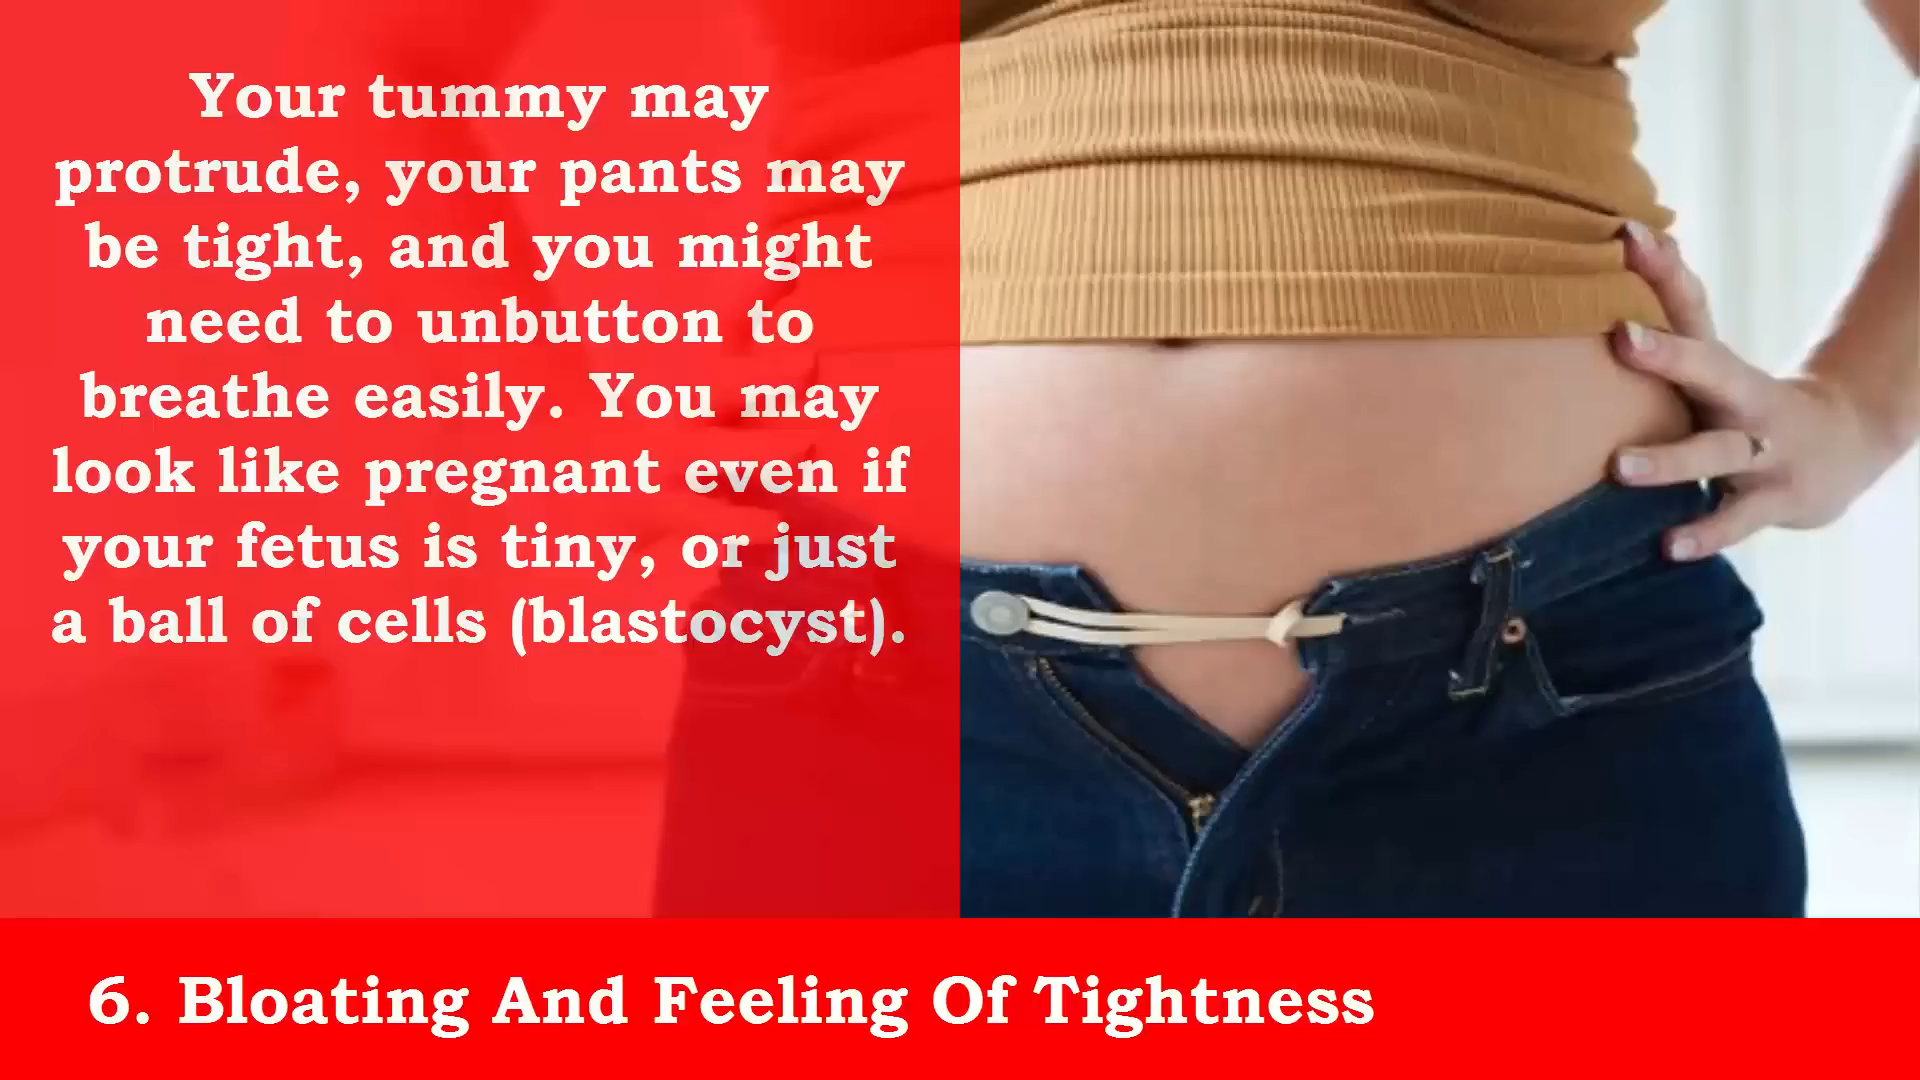 Your tummy may
protrude, your pants may
be tight, and you might
need to unbutton to
breathe easily. You may
look like pregnant even if
your fetus is tiny, or just
a ball of cells (blastocyst).
6. Bloating And Feeling Of Tightness